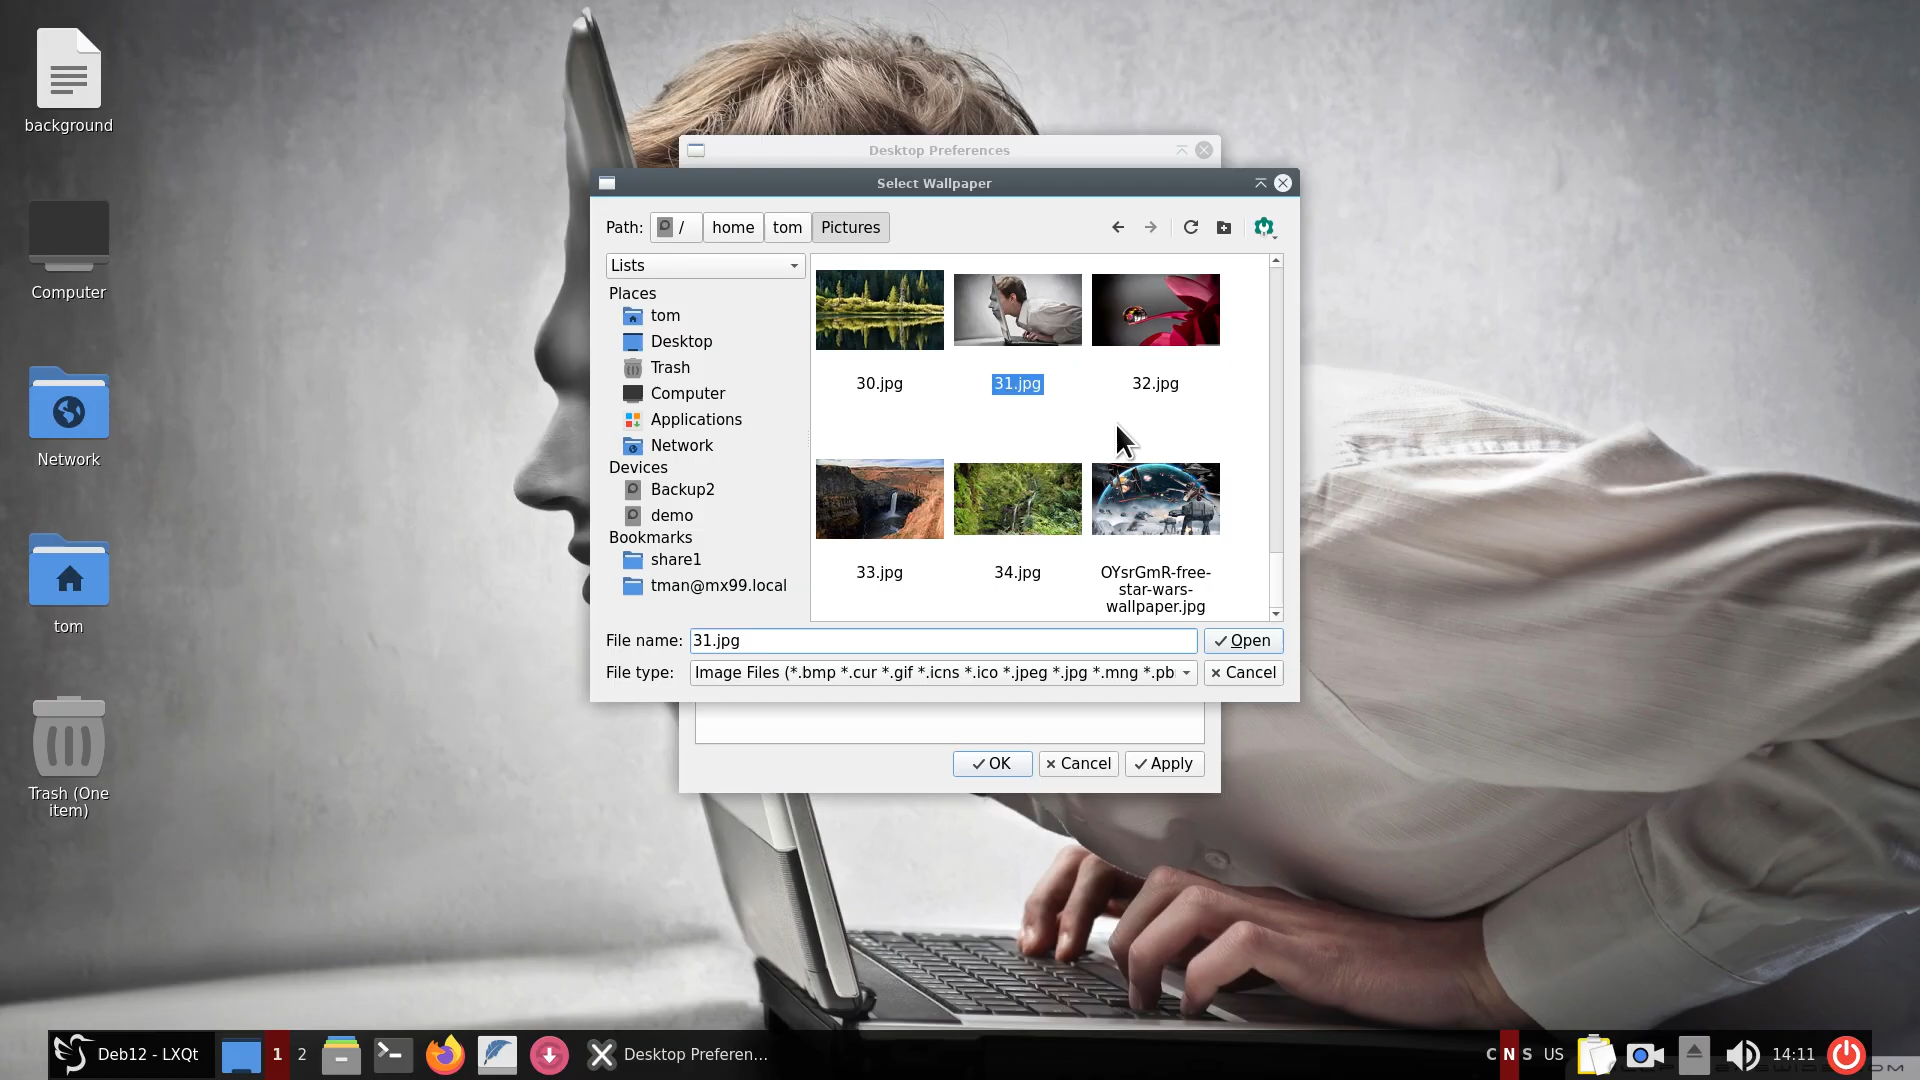 background
Computer
Network
tom
Trash (One
item)
Desktop Preferences
Select Wallpaper
Path:
/
home
tom
Pictures
Lists
Places
tom
Desktop
Trash
Computer
Applications
Network
Devices
Backup2
demo
Bookmarks
share1
tman@mx99.local
30.jpg
31.jpg
32.jpg
33.jpg
34.jpg
OYsrGmR-free-
star-wars-
wallpaper.jpg
File name: 31.jpg
Open
File type: Image Files (*.bmp *.cur *.gif *.icns *.ico *.jpeg *.jpg *.mng *.pb
Cancel
OK
Cancel
Apply
Deb12 - LXQt
1
2
Desktop Preferen...
C N S
US
14:11